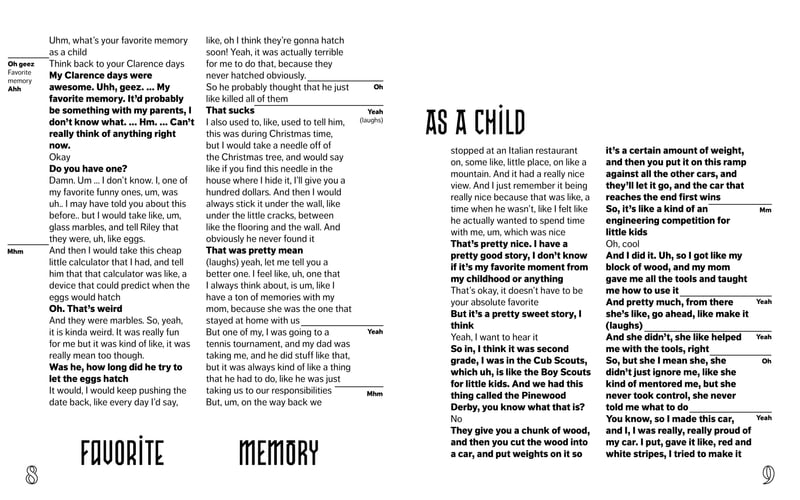 Uhm, what's your favorite memory
as a child
Oh geez
Think back to your Clarence days
Favorite
memory
My Clarence days were
Ahh
awesome. Uhh, geez. ... My
favorite memory. It'd probably
be something with my parents, I
don't know what. ... Hm. ... Can't
really think of anything right
now.
Okay
Do you have one?
Damn. Um ... I don't know. I, one of
my favorite funny ones, um, was
uh.. I may have told you about this
before.. but I would take like, um,
glass marbles, and tell Riley that
they were, uh, like eggs.
Mhm
And then I would take this cheap
little calculator that I had, and tell
him that that calculator was like, a
device that could predict when the
eggs would hatch
Oh. That's weird
And they were marbles. So, yeah,
it is kinda weird. It was really fun
for me but it was kind of like, it was
really mean too though.
Was he, how long did he try to
let the eggs hatch
It would, I would keep pushing the
date back, like every day I'd say,
like, oh I think they're gonna hatch
soon! Yeah, it was actually terrible
for me to do that, because they
never hatched obviously.
So he probably thought that he just
Oh
like killed all of them
That sucks
Yeah
(laughs)
I also used to, like, used to tell him,
this was during Christmas time,
but I would take a needle off of
the Christmas tree, and would say
like if you find this needle in the
house where I hide it, I'll give you a
hundred dollars. And then I would
always stick it under the wall, like
under the little cracks, between
like the flooring and the wall. And
obviously he never found it
That was pretty mean
(laughs) yeah, let me tell you a
better one. I feel like, uh, one that
I always think about, is um, like I
have a ton of memories with my
mom, because she was the one that
stayed at home with us
But one of my, I was going to a
Yeah
tennis tournament, and my dad was
taking me, and he did stuff like that,
but it was always kind of like a thing
that he had to do, like he was just
taking us to our responsibilities
Mhm
But, um, on the way back we
FAVORITE
MEMORY
8
AS A CHILD
stopped at an Italian restaurant
on, some like, little place, on like a
mountain. And it had a really nice
view. And I just remember it being
really nice because that was like, a
time when he wasn't, like I felt like
he actually wanted to spend time
with me, um, which was nice
That's pretty nice. I have a
pretty good story, I don't know
if it's my favorite moment from
my childhood or anything
That's okay, it doesn't have to be
your absolute favorite
But it's a pretty sweet story, I
think
Yeah, I want to hear it
So in, I think it was second
grade, I was in the Cub Scouts,
which uh, is like the Boy Scouts
for little kids. And we had this
thing called the Pinewood
Derby, you know what that is?
No
They give you a chunk of wood,
and then you cut the wood into
a car, and put weights on it so
it's a certain amount of weight,
and then you put it on this ramp
against all the other cars, and
they'll let it go, and the car that
reaches the end first wins
So, it's like a kind of an
Mm
engineering competition for
little kids
Oh, cool
And I did it. Uh, so I got like my
block of wood, and my mom
gave me all the tools and taught
me how to use it
And pretty much, from there
Yeah
she's like, go ahead, like make it
(laughs)
And she didn't, she like helped
Yeah
me with the tools, right
So, but she I mean she, she
Oh
didn't just ignore me, like she
kind of mentored me, but she
never took control, she never
told me what to do
You know, so I made this car,
Yeah
and I, I was really, really proud of
my car. I put, gave it like, red and
white stripes, I tried to make it
9